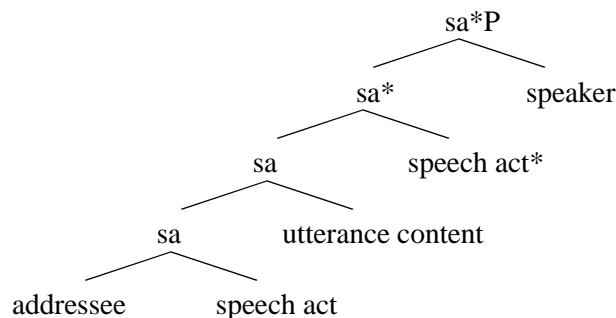 sa*P
sa* speaker
sa speech act*
sa utterance content
addressee speech act